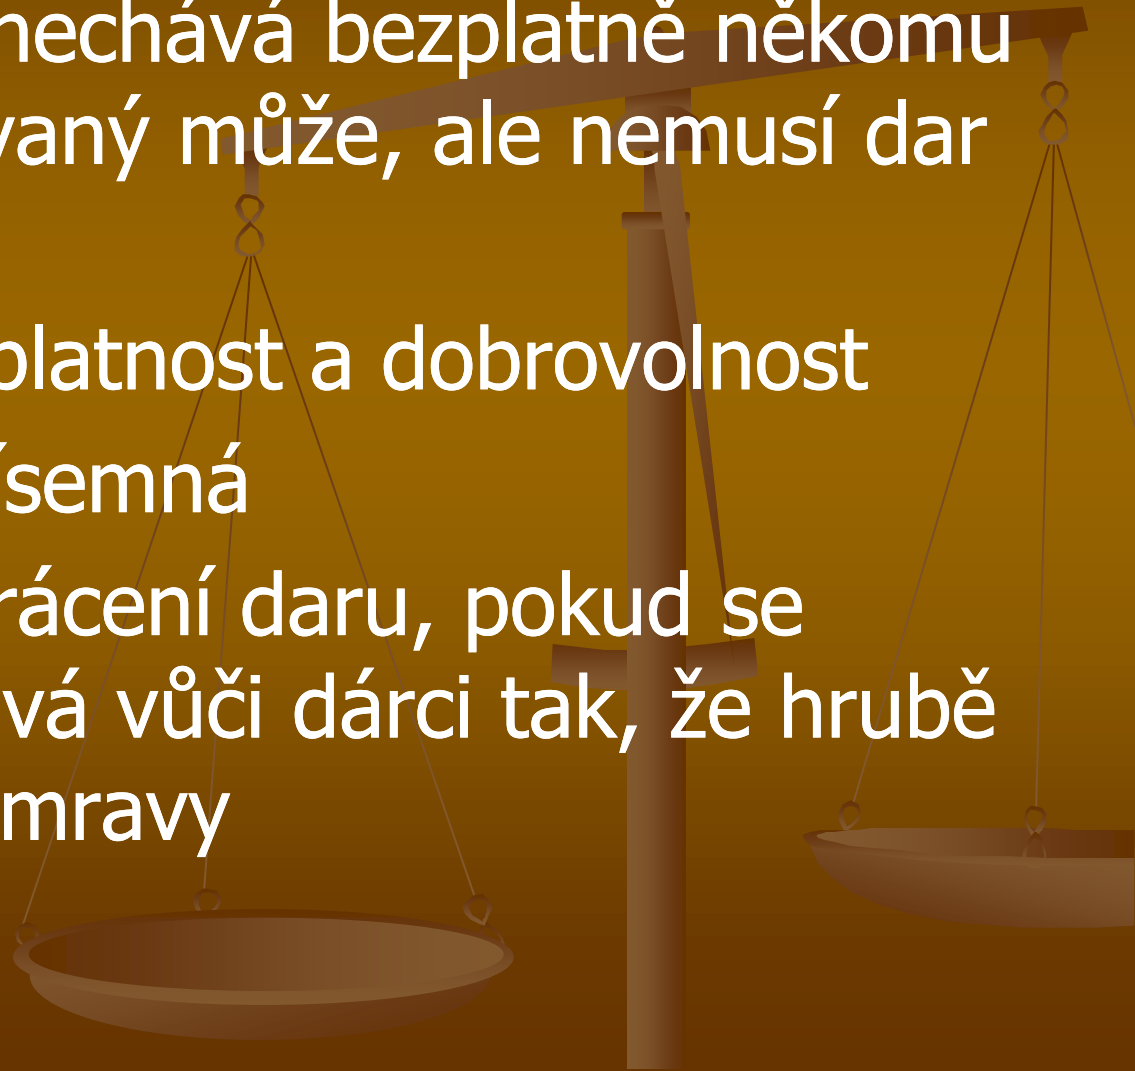 nechává bezplatně někomu
vaný může, ale nemusí dar
platnost a dobrovolnost
ísemná
rácení daru, pokud se
vá vůči dárci tak, že hrubě
mravy